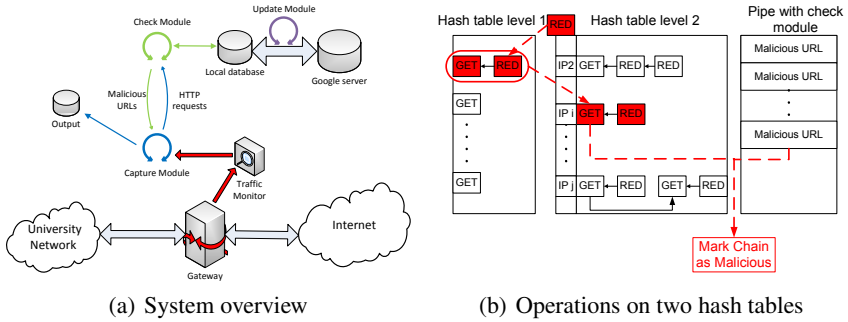 Update Module
Check Module
Local database
Google server
Malicious
URLs
HTTP
requests
Output
Capture Module
Traffic
Monitor
University
Network
Internet
Gateway
(a) System overview
Hash table level 1
Hash table level 2
Pipe with check
module
RED
GET
RED
IP2
GET
RED
RED
Malicious URL
Malicious URL
GET
IP i
GET
RED
Malicious URL
GET
IP j
GET
RED
GET
RED
Mark Chain
as Malicious
(b) Operations on two hash tables